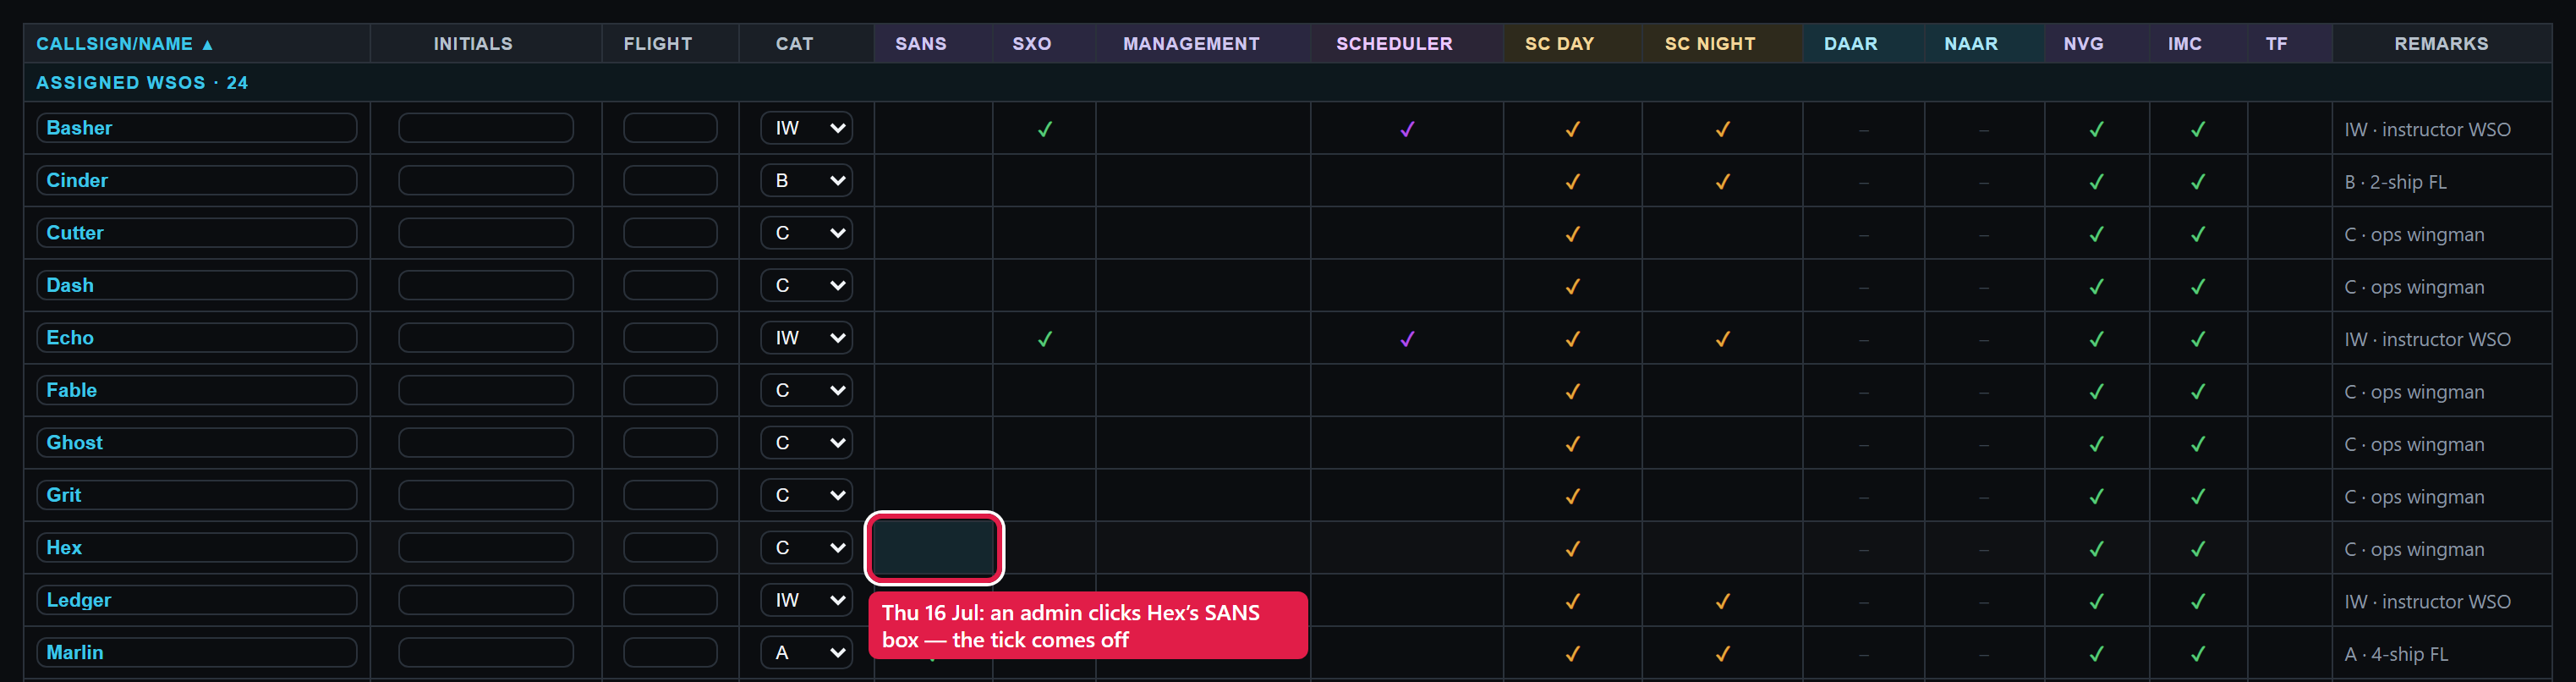 CALLSIGN/NAME ▲ INITIALS FLIGHT CAT SANS SXO MANAGEMENT SCHEDULER SC DAY SC NIGHT DAAR NAAR NVG IMC TF REMARKS
ASSIGNED WSOS · 24
Basher IW ✓ ✓ ✓ ✓ – – ✓ ✓ IW · instructor WSO
Cinder B ✓ ✓ – – ✓ ✓ B · 2-ship FL
Cutter C ✓ – – ✓ ✓ C · ops wingman
Dash C ✓ – – ✓ ✓ C · ops wingman
Echo IW ✓ ✓ ✓ ✓ – – ✓ ✓ IW · instructor WSO
Fable C ✓ – – ✓ ✓ C · ops wingman
Ghost C ✓ – – ✓ ✓ C · ops wingman
Grit C ✓ – – ✓ ✓ C · ops wingman
Hex C ✓ – – ✓ ✓ C · ops wingman
Ledger IW ✓ ✓ – – ✓ ✓ IW · instructor WSO
Thu 16 Jul: an admin clicks Hex’s SANS
box — the tick comes off
Marlin A ✓ ✓ – – ✓ ✓ A · 4-ship FL